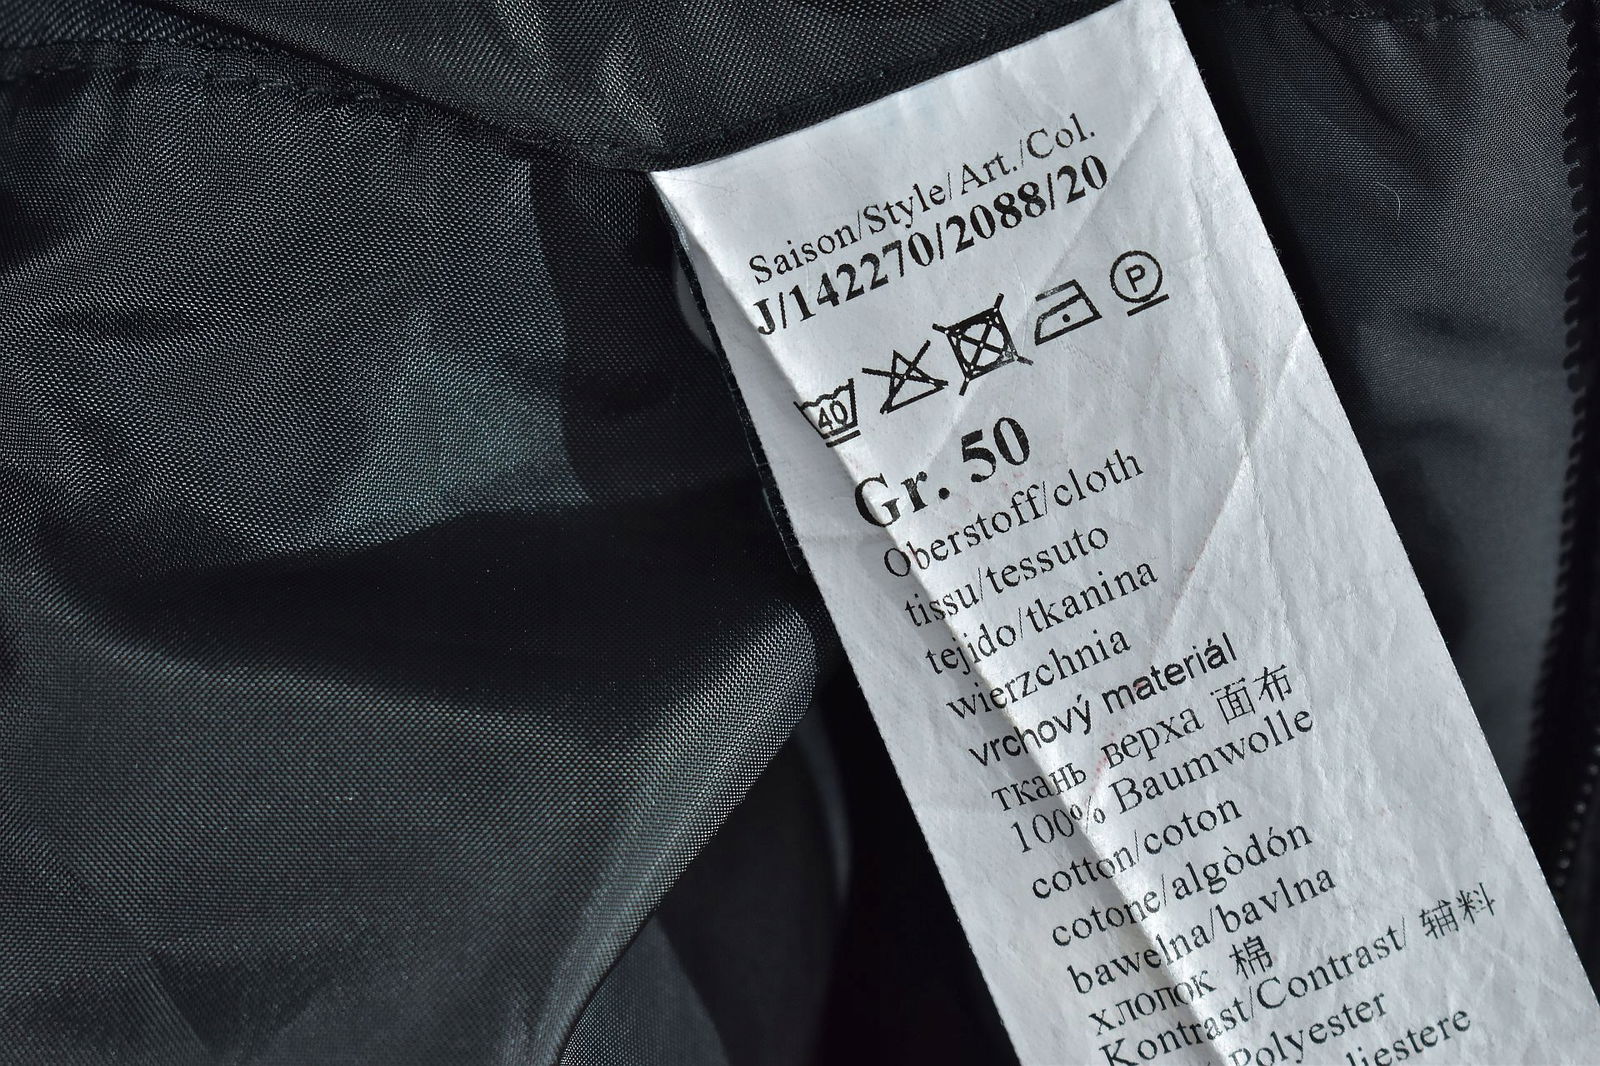 Saison/Style/Art./Col.
J/142270/2088/20
40
P
Gr. 50
Oberstoff/cloth
tissu/tessuto
tejido/tkanina
wierzchnia
vrchový materiál
ткань верха 面布
100% Baumwolle
cotton/coton
cotone/algòdón
bawelna/bavlna
хлопок 棉
Kontrast/Contrast/ 辅料
Polyester